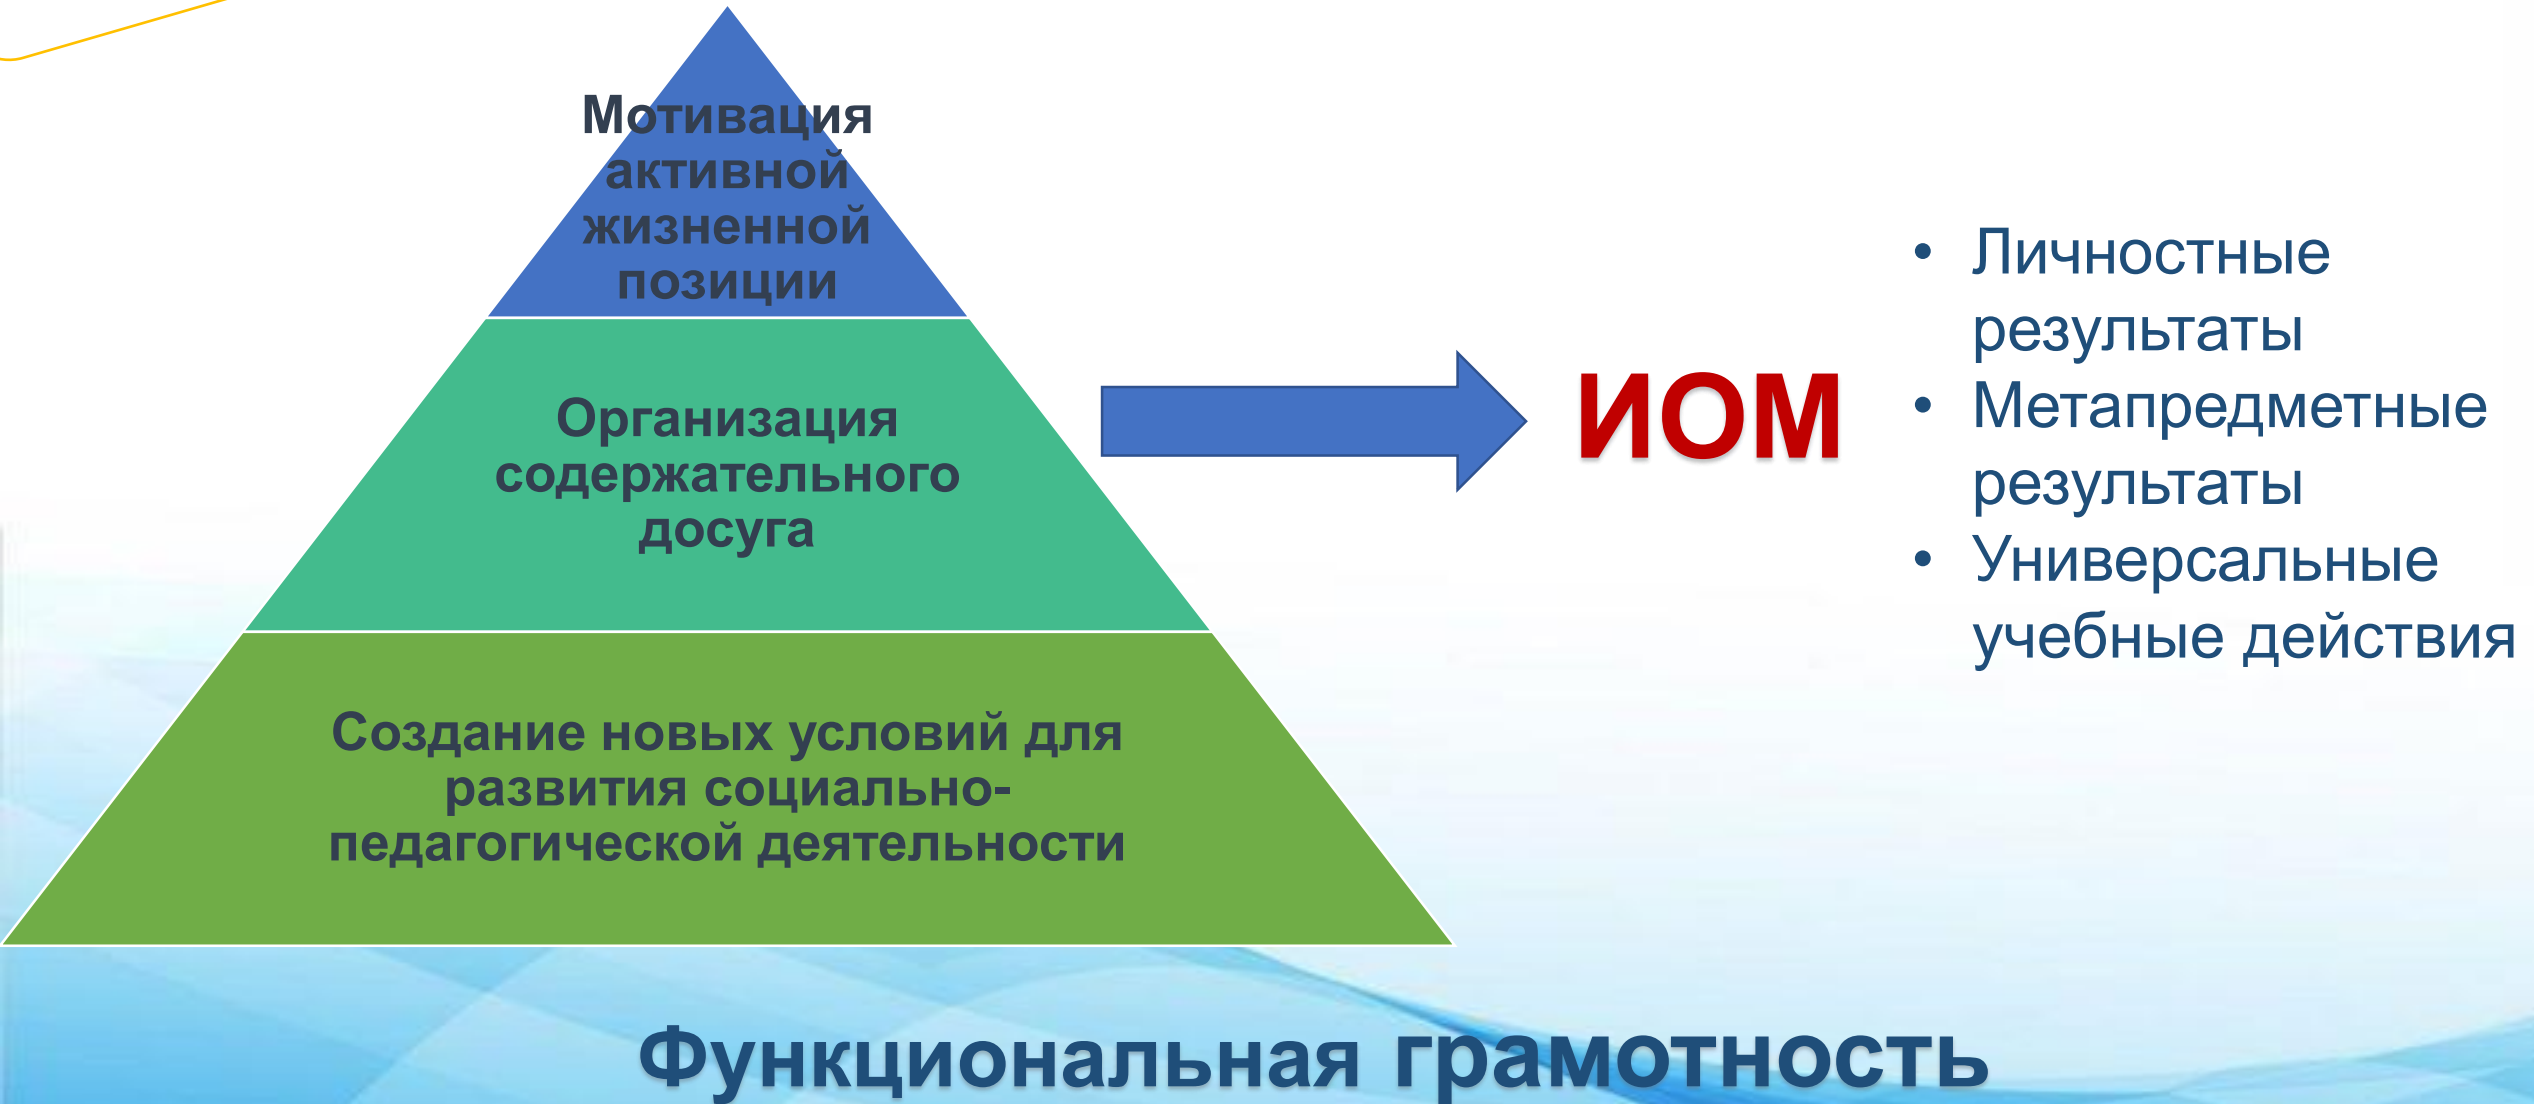 Мотивация
активной
жизненной
позиции
Организация
содержательного
досуга
Создание новых условий для
развития социально-
педагогической деятельности
ИОМ
• Личностные
результаты
• Метапредметные
результаты
• Универсальные
учебные действия
Функциональная грамотность